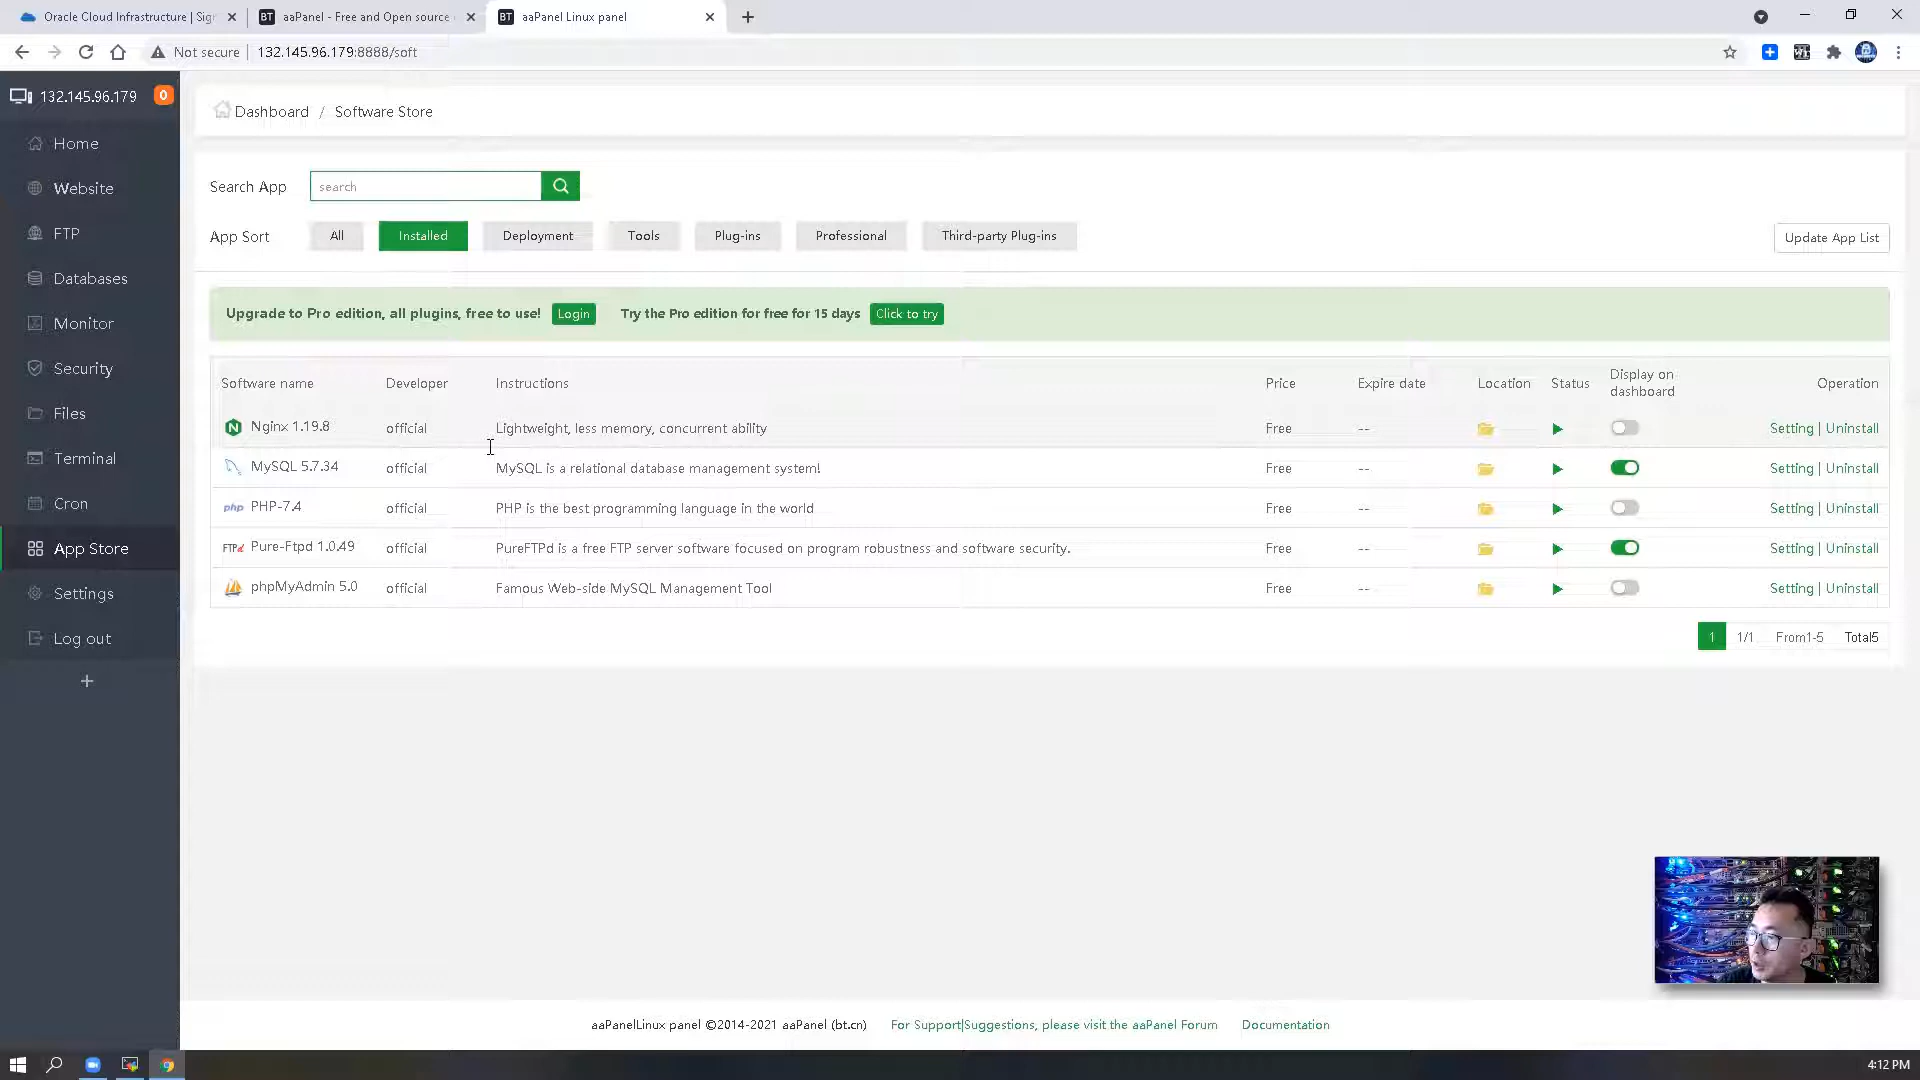 Oracle Cloud Infrastructure | Sig
BT aaPanel - Free and Open source
BT aaPanel Linux panel
Not secure
132.145.96.179:8888/soft
132.145.96.179
0
Home
Website
FTP
Databases
Monitor
Security
Files
Terminal
Cron
App Store
Settings
Log out
Dashboard / Software Store
Search App
search
App Sort
All
Installed
Deployment
Tools
Plug-ins
Professional
Third-party Plug-ins
Update App List
Upgrade to Pro edition, all plugins, free to use!
Login
Try the Pro edition for free for 15 days
Click to try
Software name
Developer
Instructions
Price
Expire date
Location
Status
Display on
dashboard
Operation
Nginx 1.19.8 official Lightweight, less memory, concurrent ability Free -- Setting | Uninstall
MySQL 5.7.34 official MySQL is a relational database management system! Free -- Setting | Uninstall
php PHP-7.4 official PHP is the best programming language in the world Free -- Setting | Uninstall
FTP Pure-Ftpd 1.0.49 official PureFTPd is a free FTP server software focused on program robustness and software security. Free -- Setting | Uninstall
phpMyAdmin 5.0 official Famous Web-side MySQL Management Tool Free -- Setting | Uninstall
1 1/1 From1-5 Total5
aaPanelLinux panel ©2014-2021 aaPanel (bt.cn)
For Support|Suggestions, please visit the aaPanel Forum
Documentation
4:12 PM